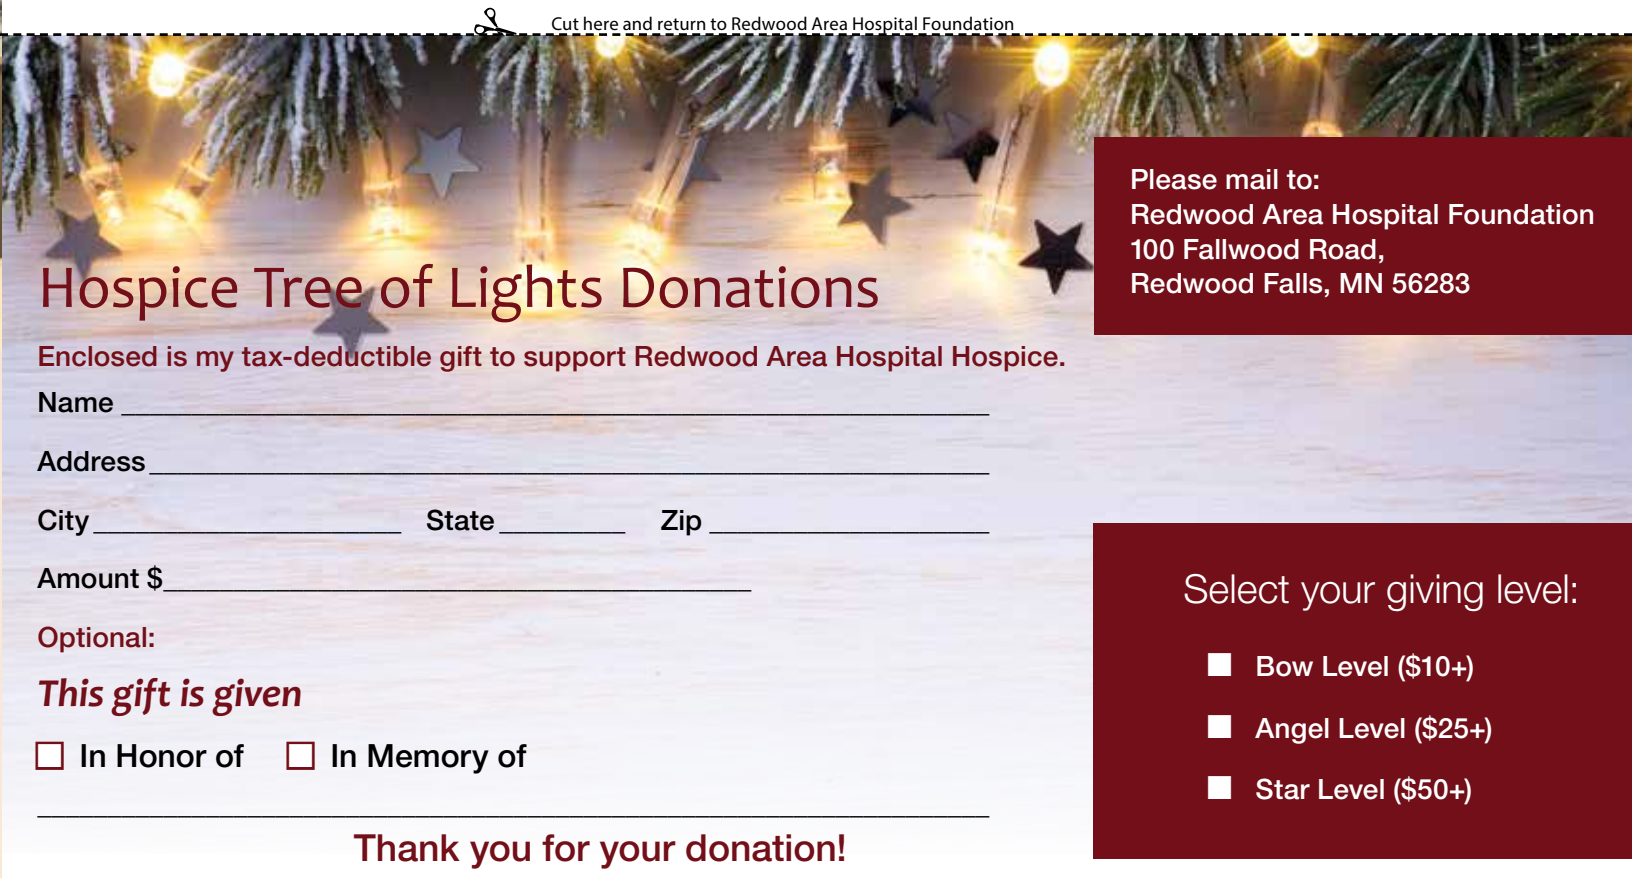 Cut here and return to Redwood Area Hospital Foundation
Please mail to:
Redwood Area Hospital Foundation
100 Fallwood Road,
Redwood Falls, MN 56283
Hospice Tree of Lights Donations
Enclosed is my tax-deductible gift to support Redwood Area Hospital Hospice.
Name
Address
City State Zip
Amount $
Optional:
This gift is given
In Honor of In Memory of
Thank you for your donation!
Select your giving level:
Bow Level ($10+)
Angel Level ($25+)
Star Level ($50+)